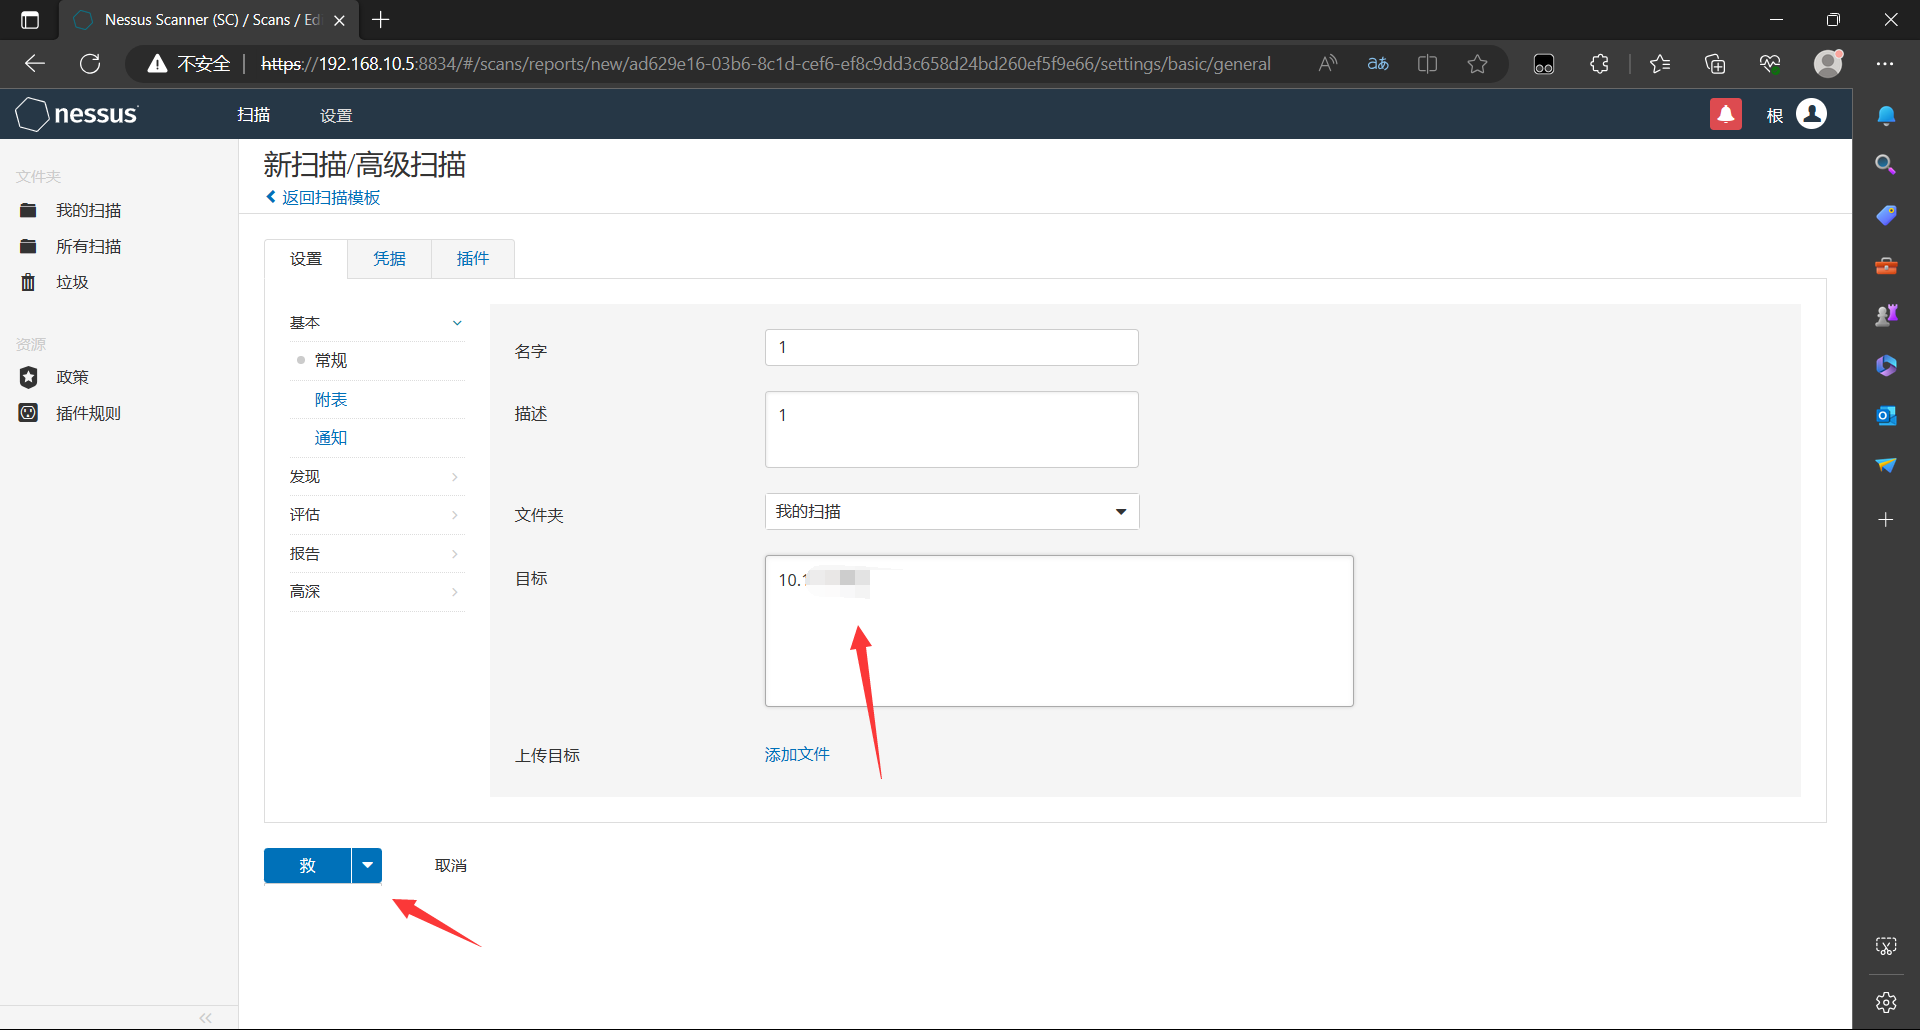 Nessus Scanner (SC) / Scans / Ed
不安全
https://192.168.10.5:8834/#/scans/reports/new/ad629e16-03b6-8c1d-cef6-ef8c9dd3c658d24bd260ef5f9e66/settings/basic/general
nessus
扫描
设置
根
文件夹
我的扫描
所有扫描
垃圾
资源
政策
插件规则
新扫描/高级扫描
返回扫描模板
设置
凭据
插件
基本
常规
附表
通知
发现
评估
报告
高深
名字
1
描述
1
文件夹
我的扫描
目标
10.1
上传目标
添加文件
救
取消